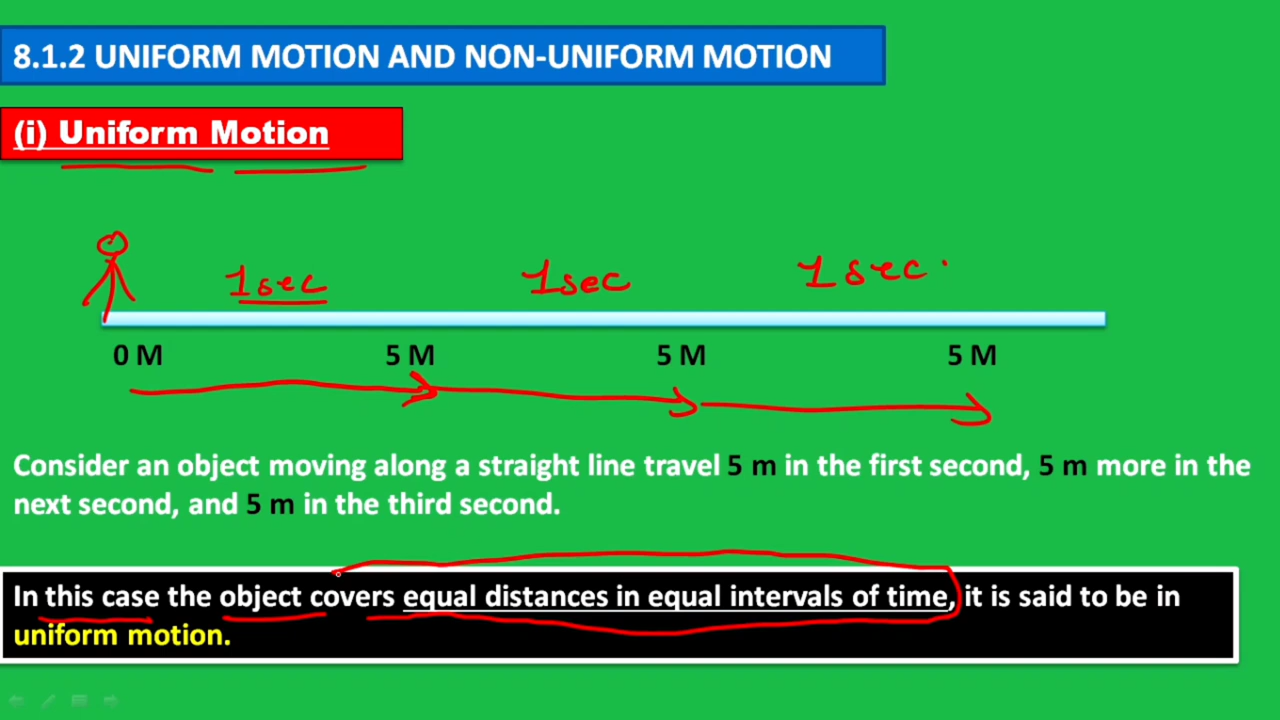 8.1.2 UNIFORM MOTION AND NON-UNIFORM MOTION
(i) Uniform Motion
1sec 1sec 1sec.
0 M 5 M 5 M 5 M
Consider an object moving along a straight line travel 5 m in the first second, 5 m more in the
next second, and 5 m in the third second.
In this case the object covers equal distances in equal intervals of time, it is said to be in
uniform motion.